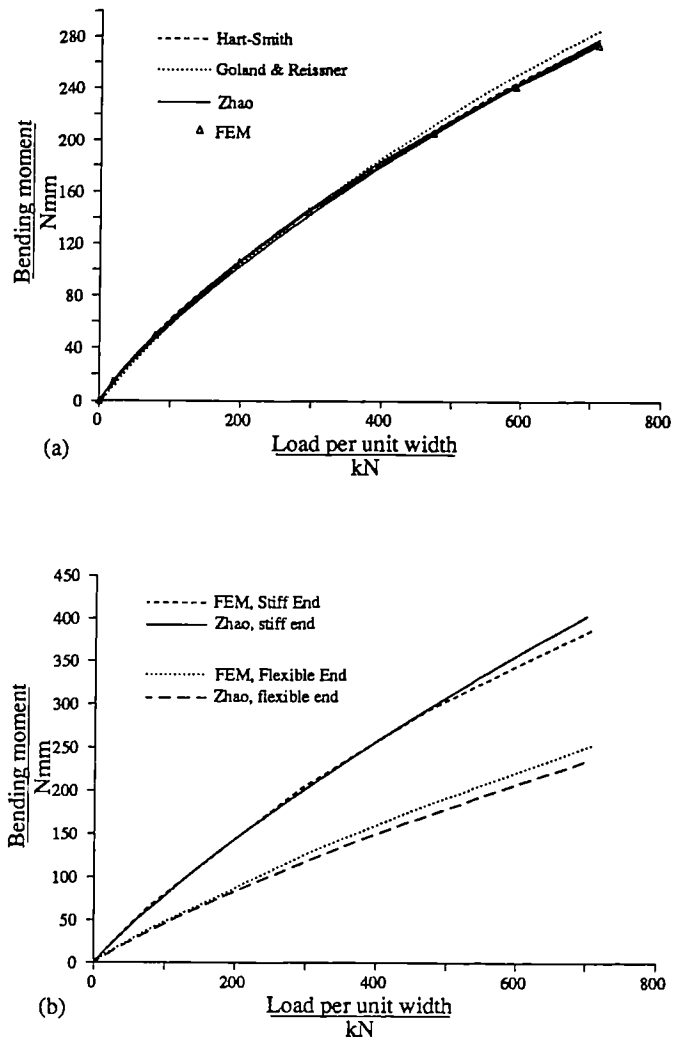 280
240
200
160
120
80
40
0
Bending moment
Nmm
Hart-Smith
Goland & Reissner
Zhao
FEM
0
200
400
600
800
(a)
Load per unit width
kN
450
400
350
300
250
200
150
100
50
0
Bending moment
Nmm
FEM, Stiff End
Zhao, stiff end
FEM, Flexible End
Zhao, flexible end
0
200
400
600
800
(b)
Load per unit width
kN